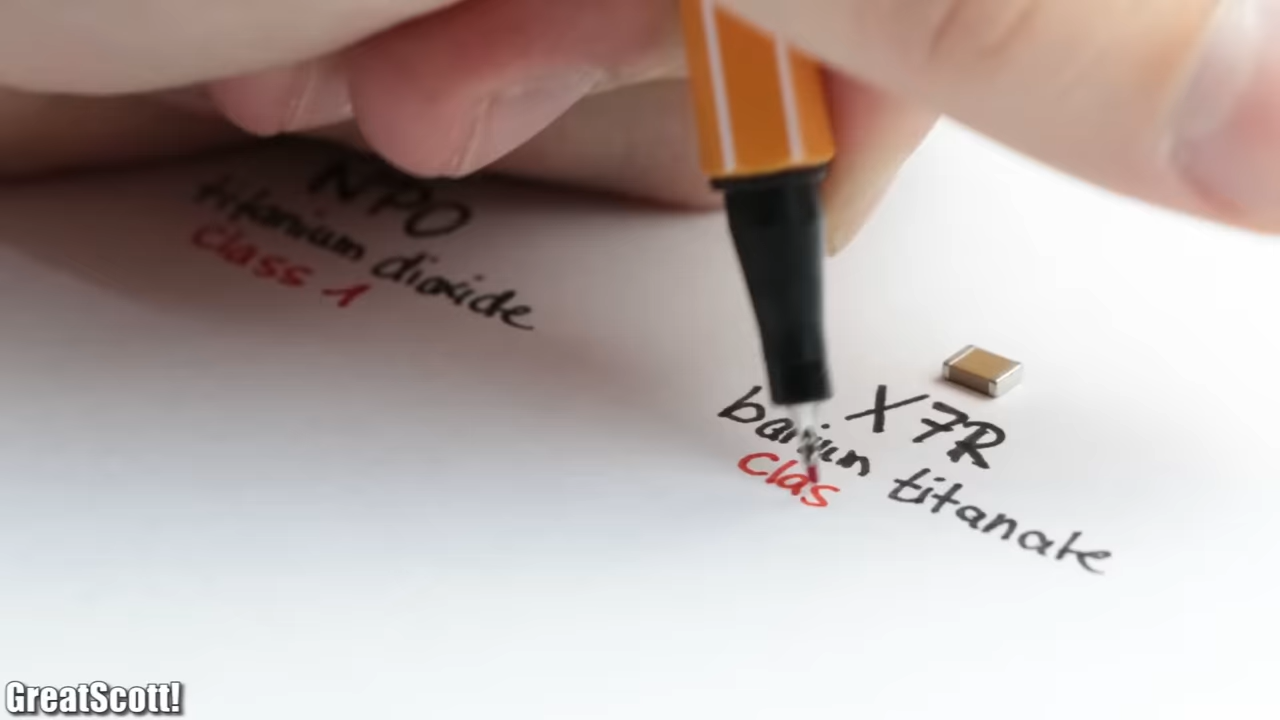 NPO
titanium dioxide
Class 1
X7R
barium titanate
Clas
GreatScott!